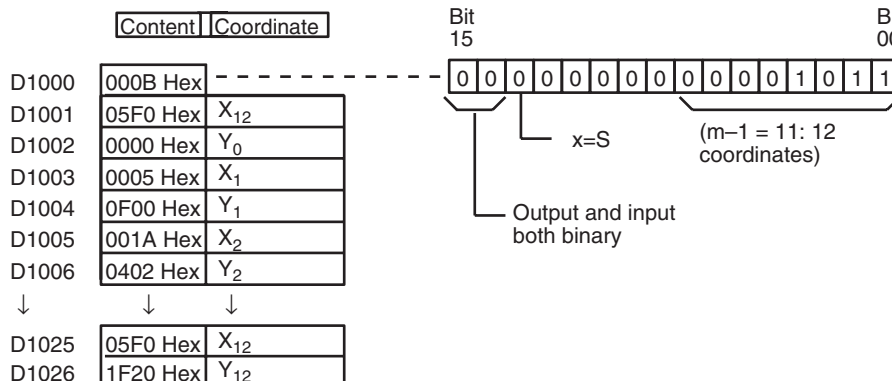 Content Coordinate
Bit
15
B
00
D1000 000B Hex
0 0 0 0 0 0 0 0 0 0 0 0 1 0 1 1
D1001 05F0 Hex X12
D1002 0000 Hex Y0
D1003 0005 Hex X1
D1004 0F00 Hex Y1
D1005 001A Hex X2
D1006 0402 Hex Y2
↓ ↓ ↓
D1025 05F0 Hex X12
D1026 1F20 Hex Y12
x=S
(m–1 = 11: 12
coordinates)
Output and input
both binary